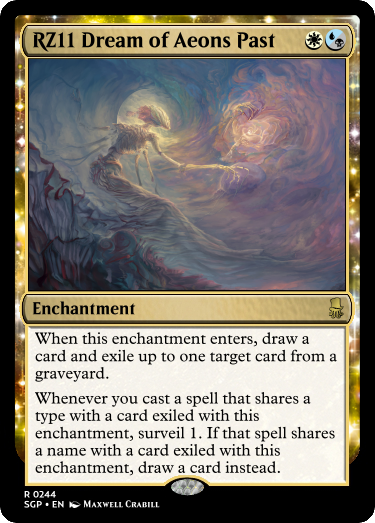 RZ11 Dream of Aeons Past
Enchantment
When this enchantment enters, draw a
card and exile up to one target card from a
graveyard.
Whenever you cast a spell that shares a
type with a card exiled with this
enchantment, surveil 1. If that spell shares
a name with a card exiled with this
enchantment, draw a card instead.
R 0244
SGP • EN Maxwell Crabill